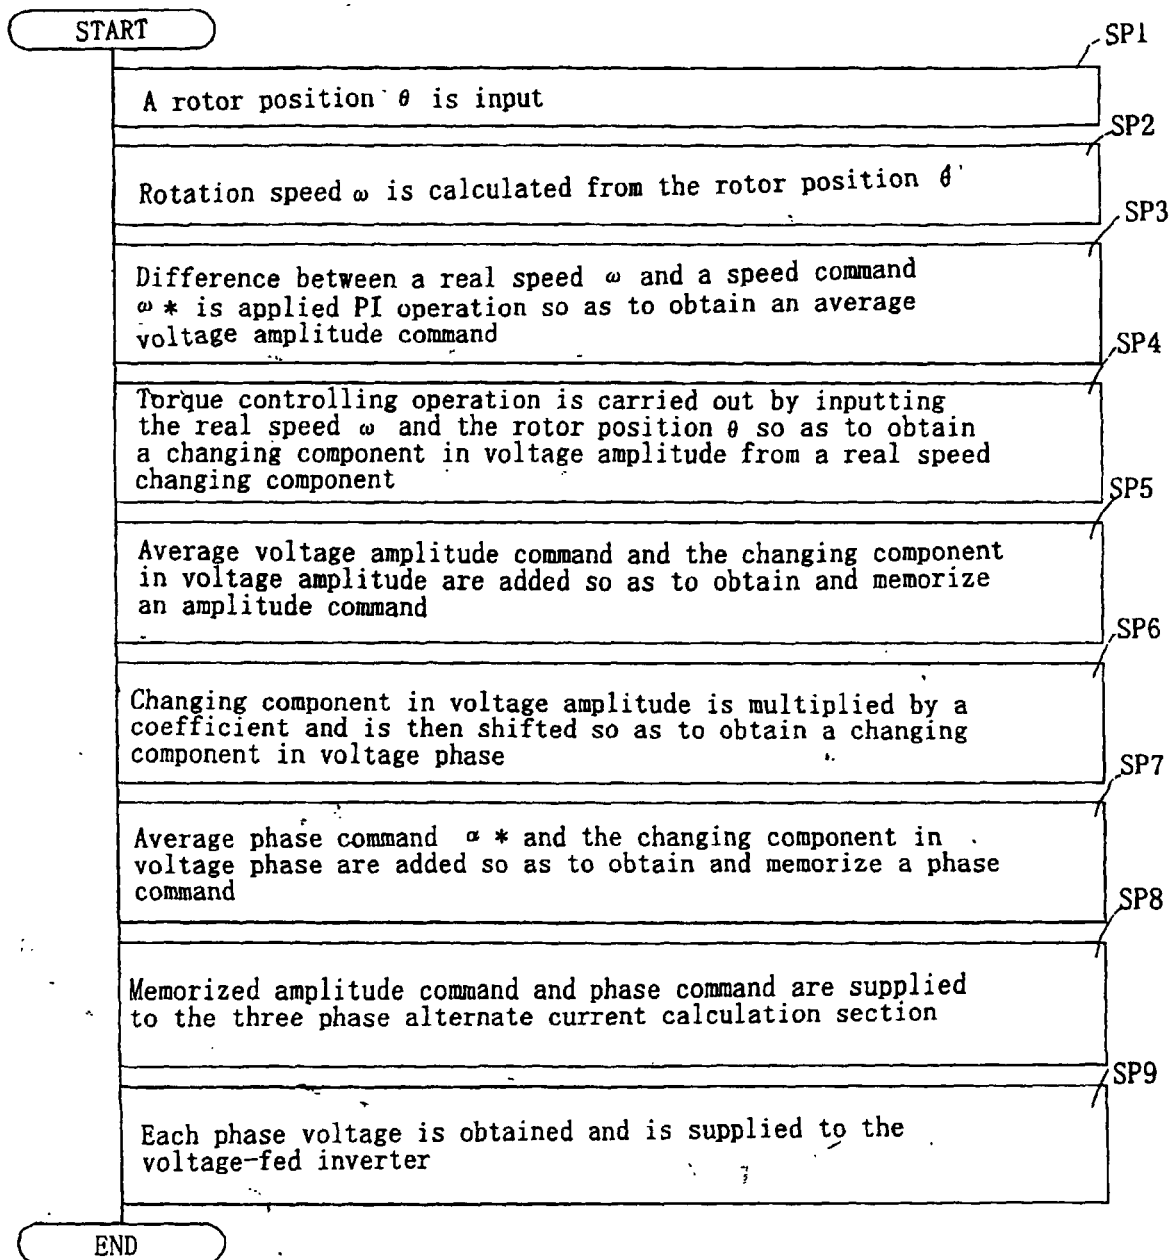 START
SP1
A rotor position θ is input
SP2
Rotation speed ω is calculated from the rotor position θ
SP3
Difference between a real speed ω and a speed command
ω * is applied PI operation so as to obtain an average
voltage amplitude command
SP4
Torque controlling operation is carried out by inputting
the real speed ω and the rotor position θ so as to obtain
a changing component in voltage amplitude from a real speed
changing component
SP5
Average voltage amplitude command and the changing component
in voltage amplitude are added so as to obtain and memorize
an amplitude command
SP6
Changing component in voltage amplitude is multiplied by a
coefficient and is then shifted so as to obtain a changing
component in voltage phase
SP7
Average phase command α * and the changing component in
voltage phase are added so as to obtain and memorize a phase
command
SP8
Memorized amplitude command and phase command are supplied
to the three phase alternate current calculation section
SP9
Each phase voltage is obtained and is supplied to the
voltage-fed inverter
END